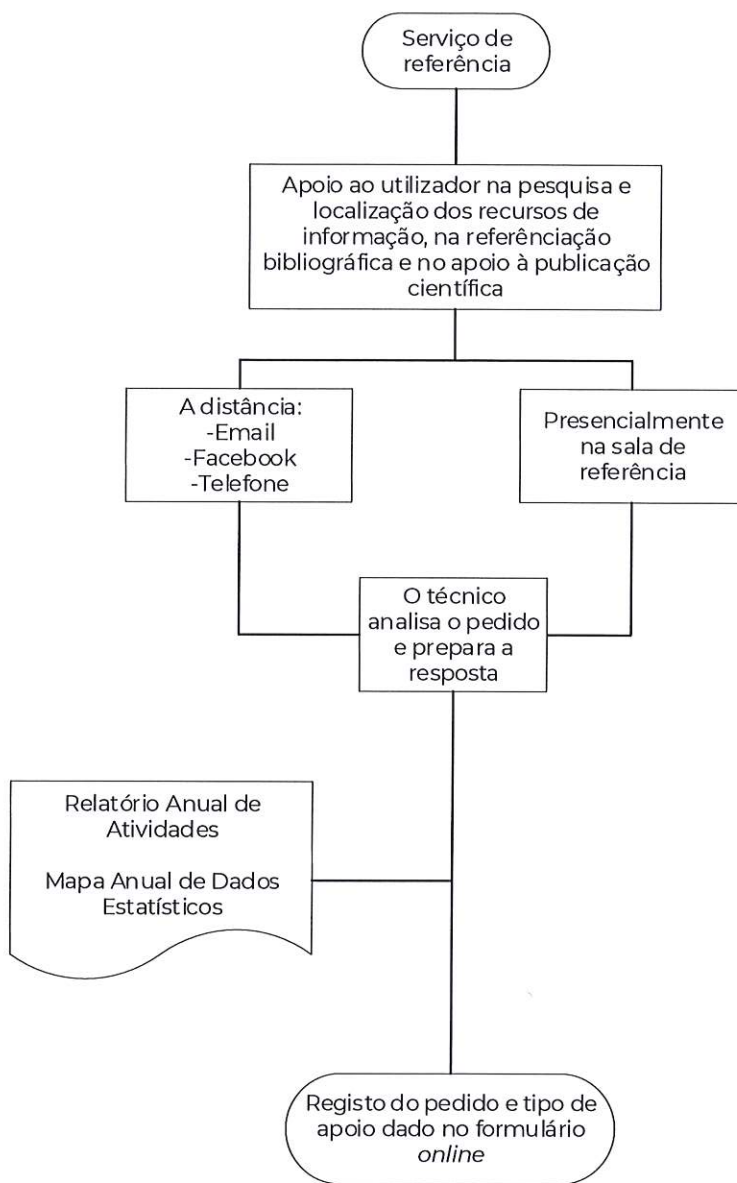 Serviço de
referência
Apoio ao utilizador na pesquisa e
localização dos recursos de
informação, na referênciação
bibliográfica e no apoio à publicação
científica
A distância:
-Email
-Facebook
-Telefone
Presencialmente
na sala de
referência
O técnico
analisa o pedido
e prepara a
resposta
Relatório Anual de
Atividades
Mapa Anual de Dados
Estatísticos
Registo do pedido e tipo de
apoio dado no formulário
online